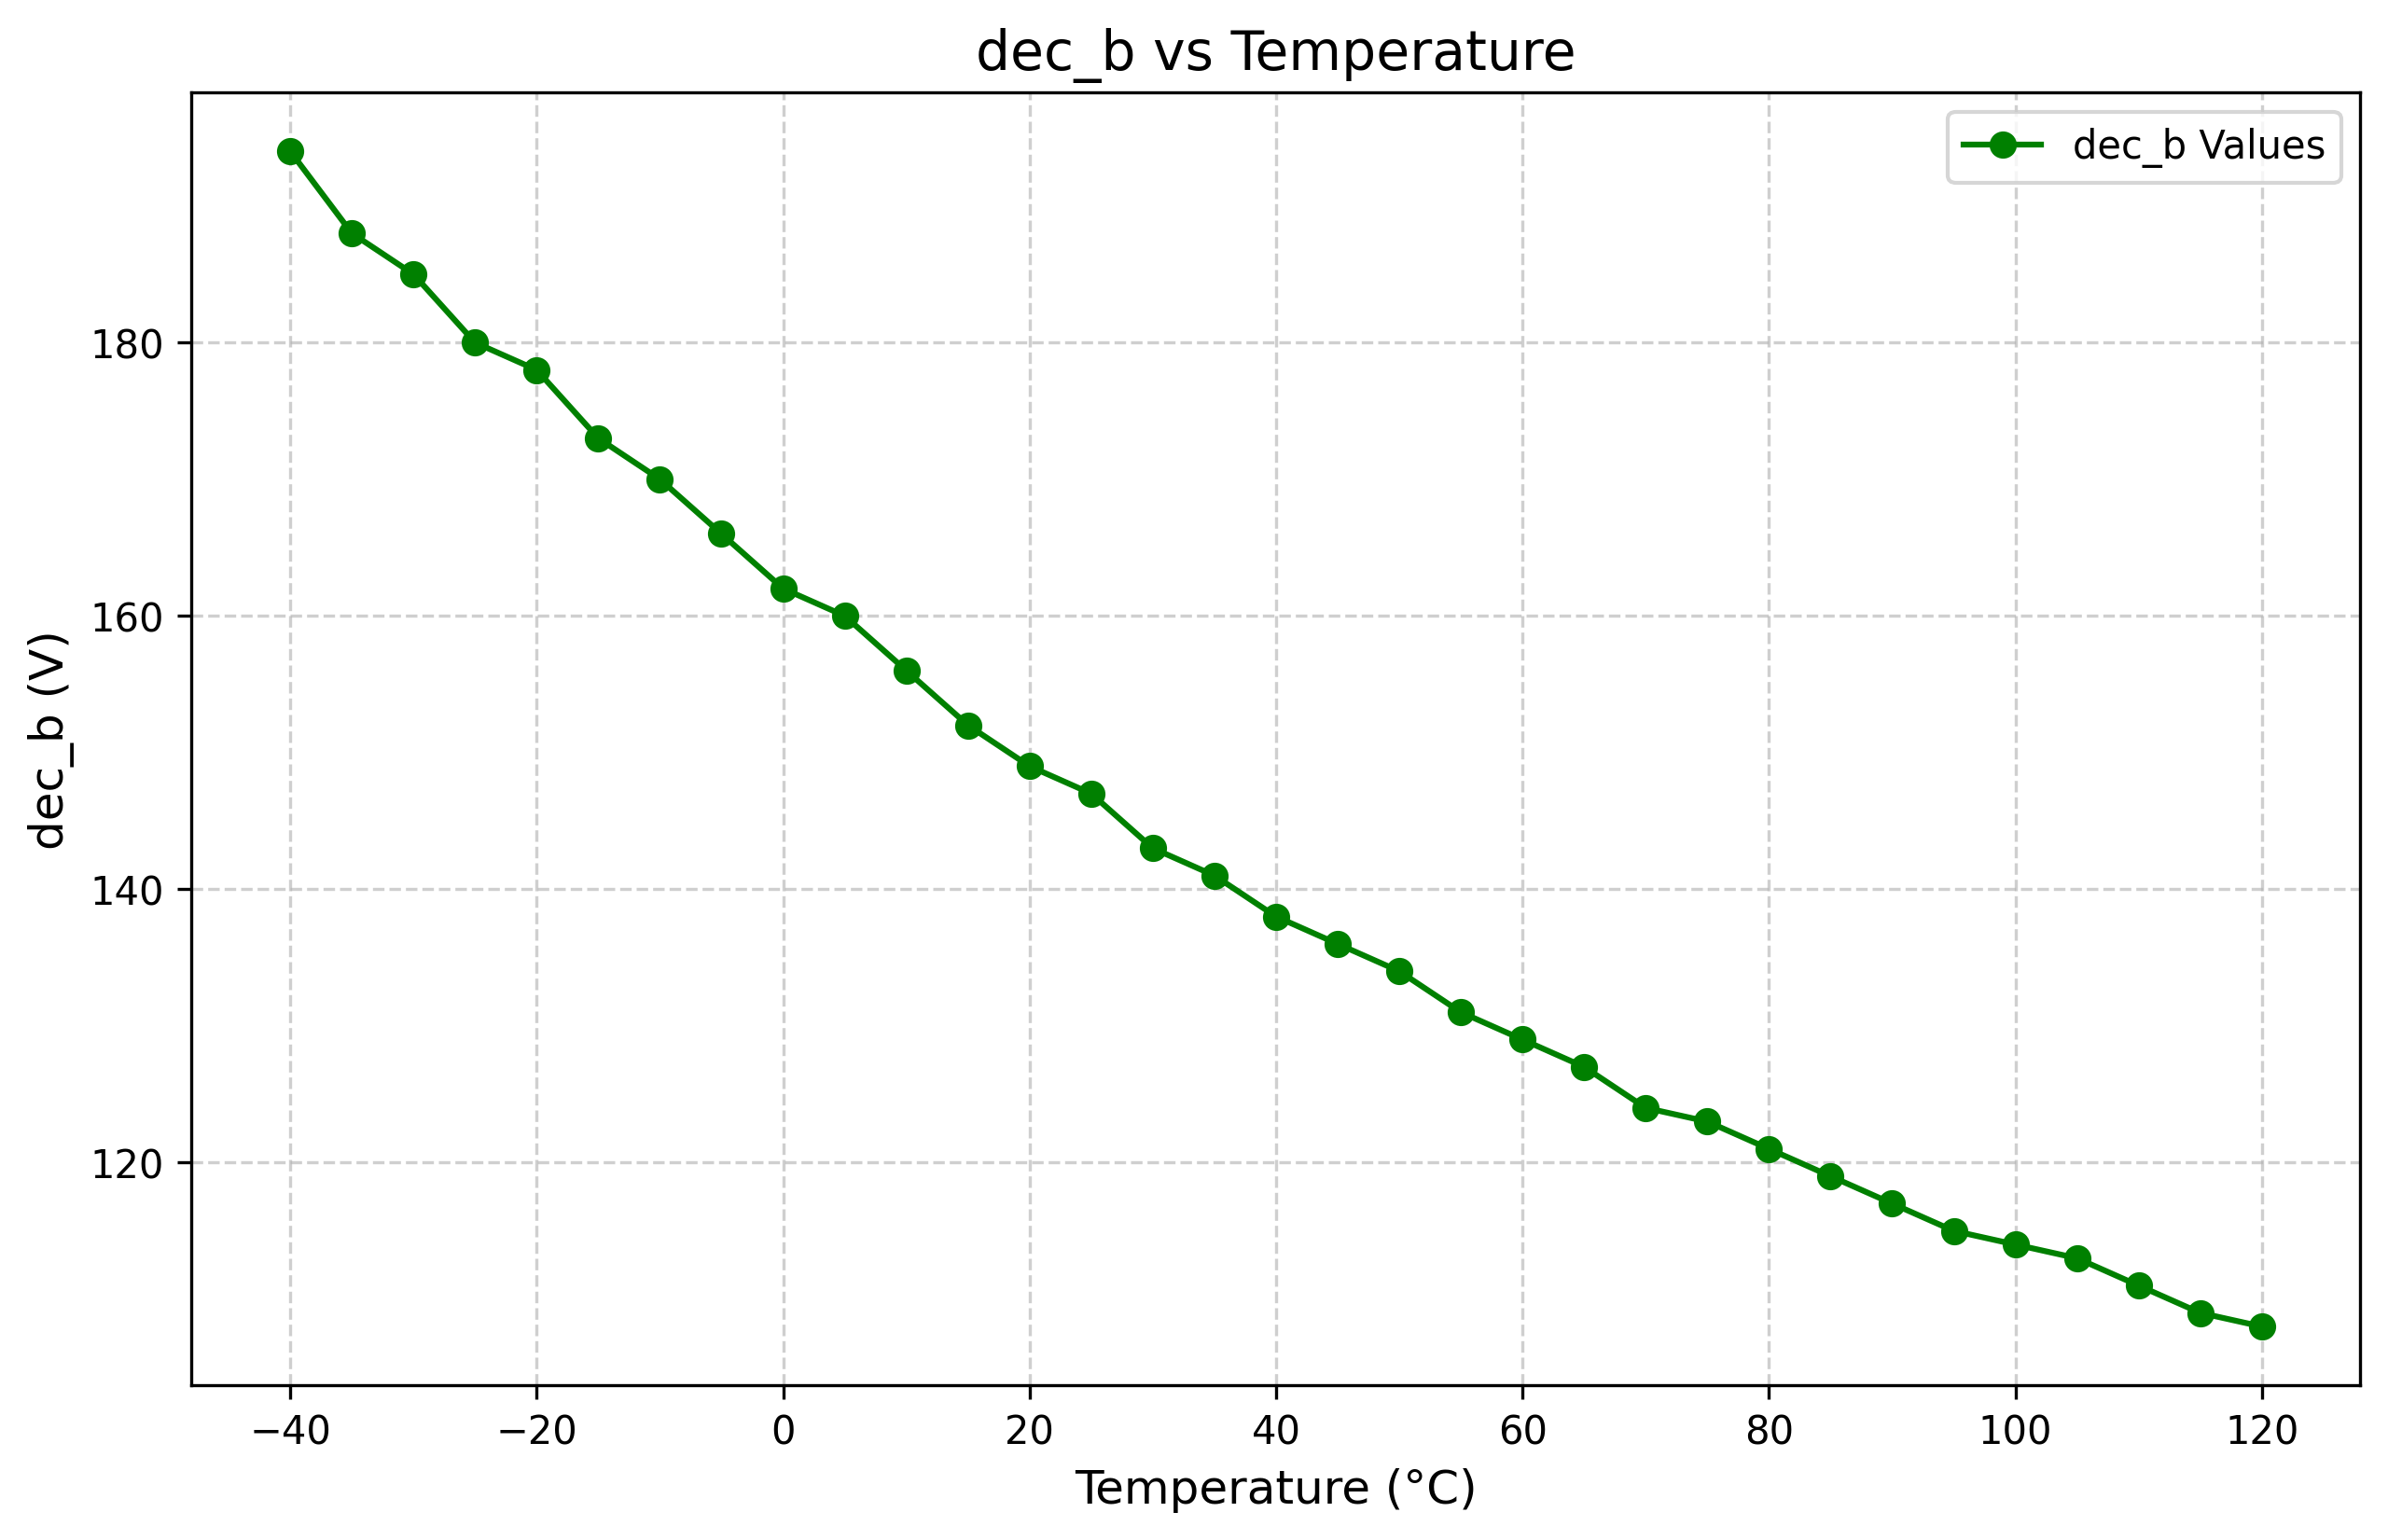 dec_b vs Temperature
dec_b Values
180
160
140
120
dec_b (V)
−40 −20 0 20 40 60 80 100 120
Temperature (°C)